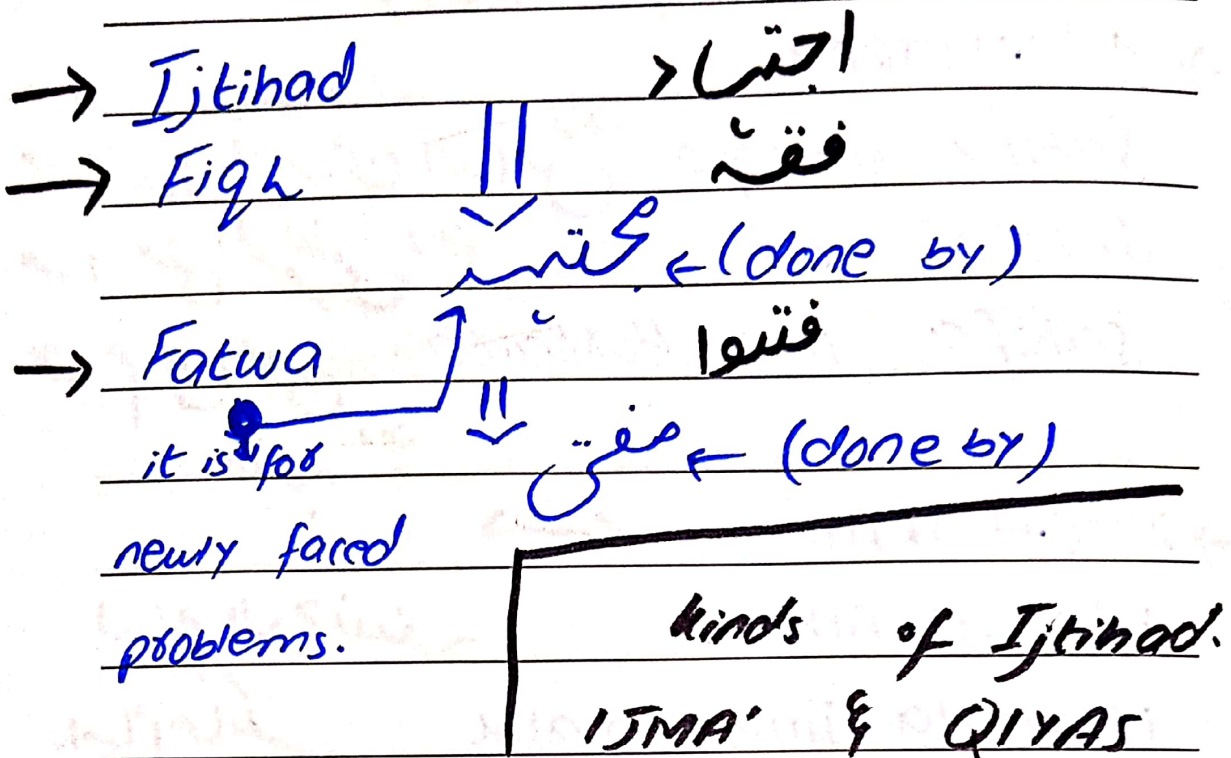 → Ijtihad اجتہاد
→ Fiqh فقہ
مجتہد ← (done by)
→ Fatwa فتوا
it is for مفتی ← (done by)
newly faced
problems.
kinds of Ijtihad.
IJMA' & QIYAS